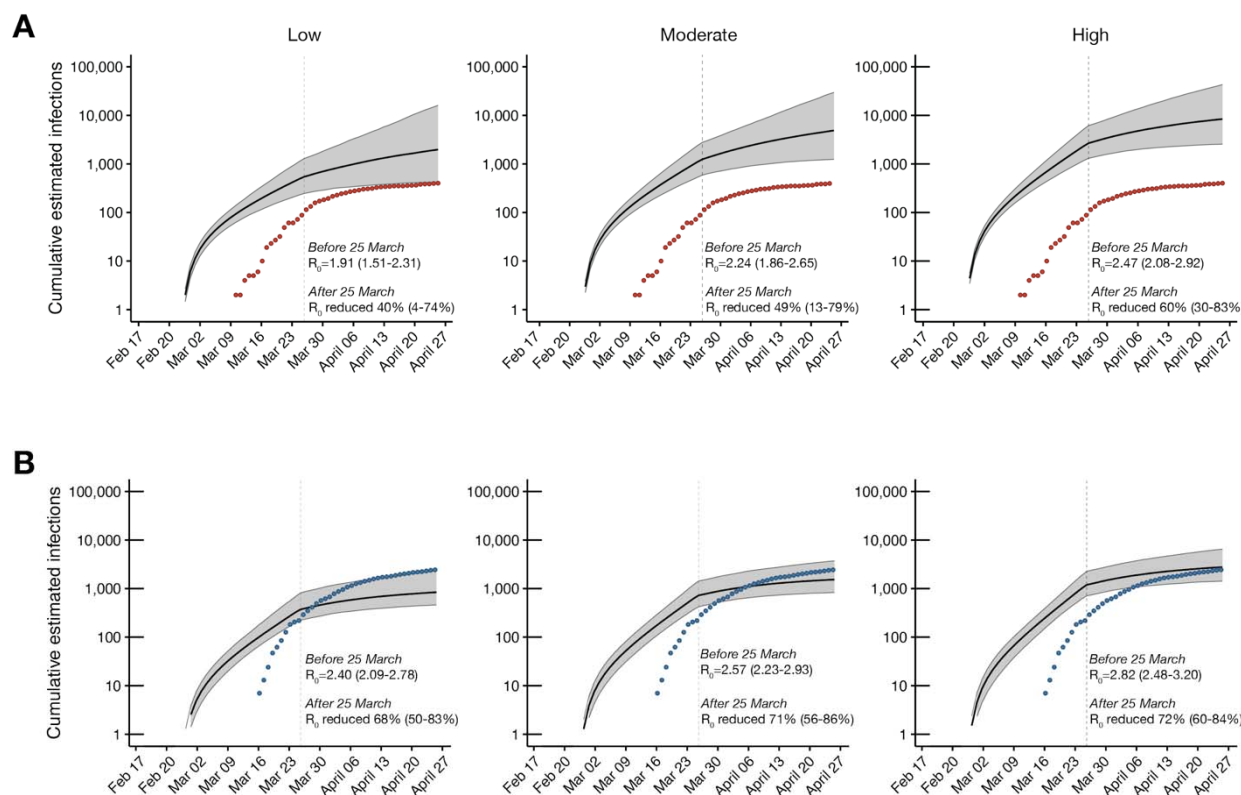 A
Low
Moderate
High
Cumulative estimated infections
100,000
10,000
1,000
100
10
1
Before 25 March
R0=1.91 (1.51-2.31)
After 25 March
R0 reduced 40% (4-74%)
Feb 17
Feb 20
Mar 02
Mar 09
Mar 16
Mar 23
Mar 30
April 06
April 13
April 20
April 27
100,000
10,000
1,000
100
10
1
Before 25 March
R0=2.24 (1.86-2.65)
After 25 March
R0 reduced 49% (13-79%)
Feb 17
Feb 20
Mar 02
Mar 09
Mar 16
Mar 23
Mar 30
April 06
April 13
April 20
April 27
100,000
10,000
1,000
100
10
1
Before 25 March
R0=2.47 (2.08-2.92)
After 25 March
R0 reduced 60% (30-83%
Feb 17
Feb 20
Mar 02
Mar 09
Mar 16
Mar 23
Mar 30
April 06
April 13
April 20
April 27
B
Cumulative estimated infections
100,000
10,000
1,000
100
10
1
Before 25 March
R0=2.40 (2.09-2.78)
After 25 March
R0 reduced 68% (50-83%)
Feb 17
Feb 20
Mar 02
Mar 09
Mar 16
Mar 23
Mar 30
April 06
April 13
April 20
April 27
100,000
10,000
1,000
100
10
1
Before 25 March
R0=2.57 (2.23-2.93)
After 25 March
R0 reduced 71% (56-86%)
Feb 17
Feb 20
Mar 02
Mar 09
Mar 16
Mar 23
Mar 30
April 06
April 13
April 20
April 27
100,000
10,000
1,000
100
10
1
Before 25 March
R0=2.82 (2.48-3.20)
After 25 March
R0 reduced 72% (60-84%)
Feb 17
Feb 20
Mar 02
Mar 09
Mar 16
Mar 23
Mar 30
April 06
April 13
April 20
April 27